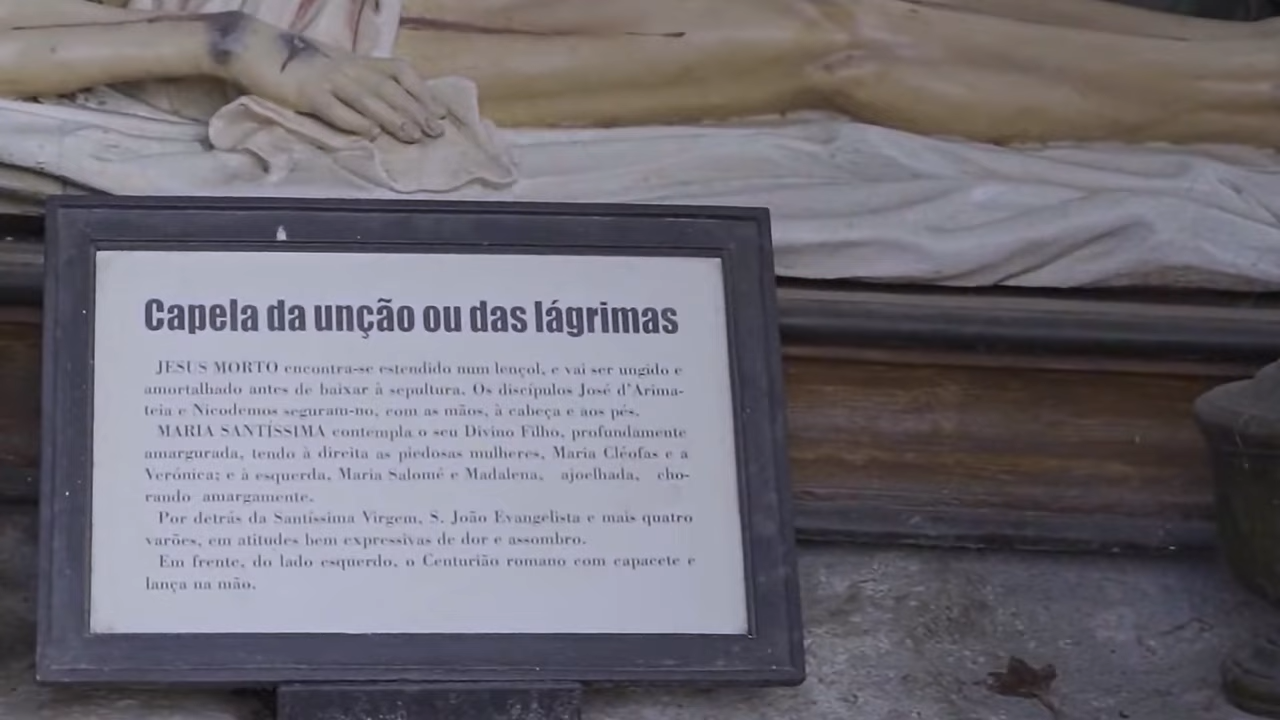 Capela da unção ou das lágrimas
JESUS MORTO encontra-se estendido num lençol, e vai ser ungido e
amortalhado antes de baixar à sepultura. Os discípulos José d'Arima-
teia e Nicodemos seguram-no, com as mãos, à cabeça e aos pés.
MARIA SANTÍSSIMA contempla o seu Divino Filho, profundamente
amargurada, tendo à direita as piedosas mulheres, Maria Cléofas e a
Verónica; e à esquerda, Maria Salomé e Madalena, ajoelhada, cho-
rando amargamente.
Por detrás da Santíssima Virgem, S. João Evangelista e mais quatro
varões, em atitudes bem expressivas de dor e assombro.
Em frente, do lado esquerdo, o Centurião romano com capacete e
lança na mão.